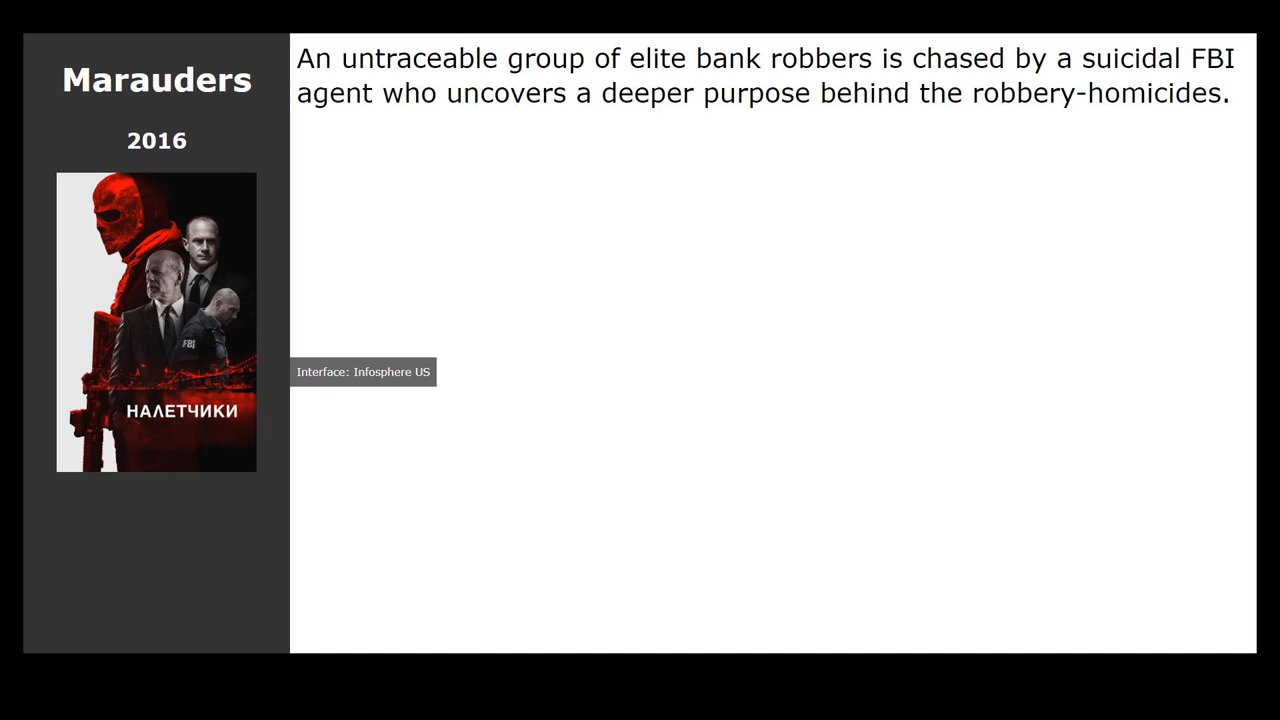 Marauders
2016
FBI
НАЛЕТЧИКИ
An untraceable group of elite bank robbers is chased by a suicidal FBI
agent who uncovers a deeper purpose behind the robbery-homicides.
Interface: Infosphere US